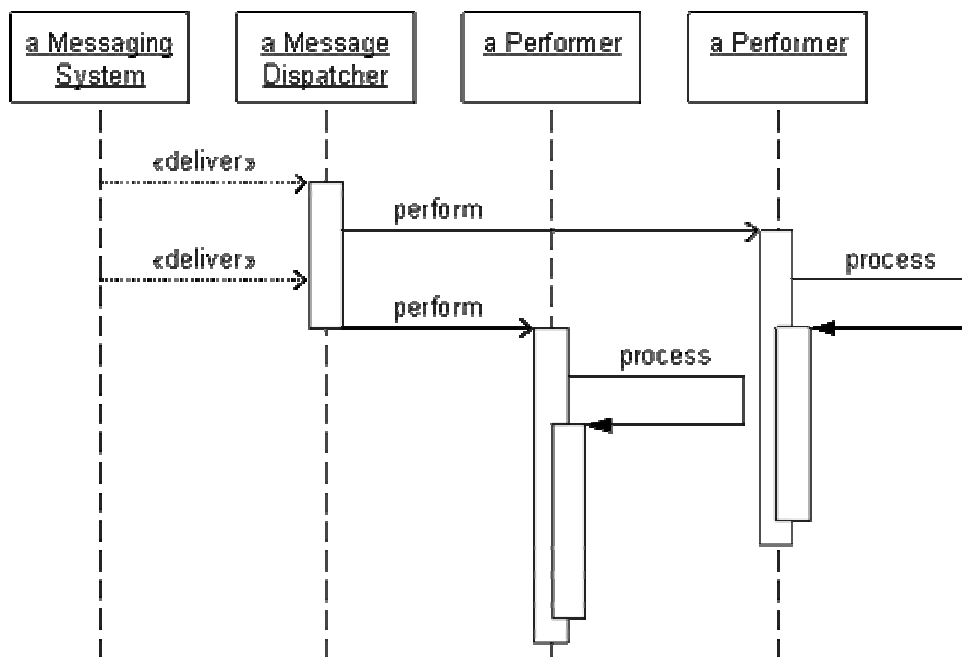 a Messaging
System
a Message
Dispatcher
a Performer
a Performer
«deliver»
perform
«deliver»
process
perform
process